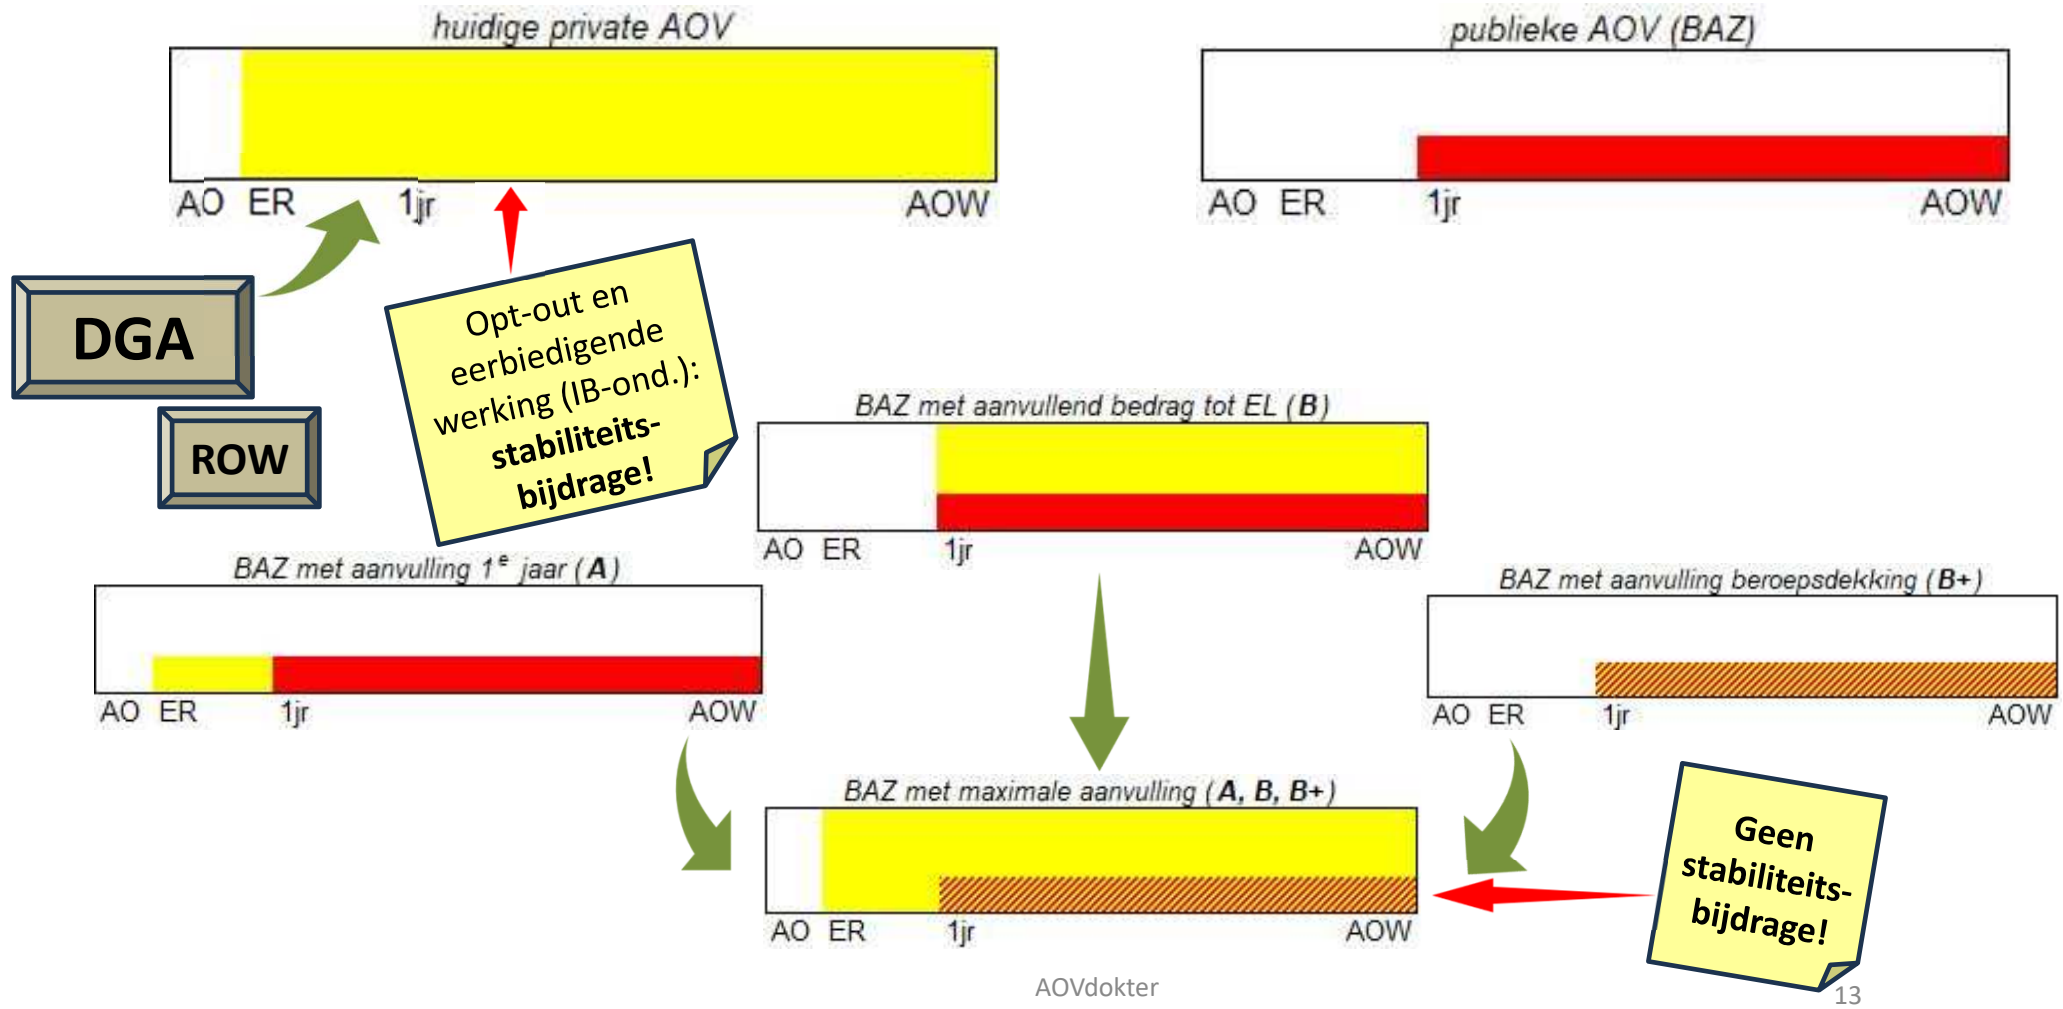 huidige private AOV
AO ER 1jr AOW
publieke AOV (BAZ)
AO ER 1jr AOW
DGA
ROW
Opt-out en
eerbiedigende
werking (IB-ond.):
stabiliteits-
bijdrage!
BAZ met aanvullend bedrag tot EL (B)
AO ER 1jr AOW
BAZ met aanvulling 1e jaar (A)
AO ER 1jr AOW
BAZ met aanvulling beroepsdekking (B+)
AO ER 1jr AOW
BAZ met maximale aanvulling (A, B, B+)
AO ER 1jr AOW
Geen
stabiliteits-
bijdrage!
AOVdokter
13